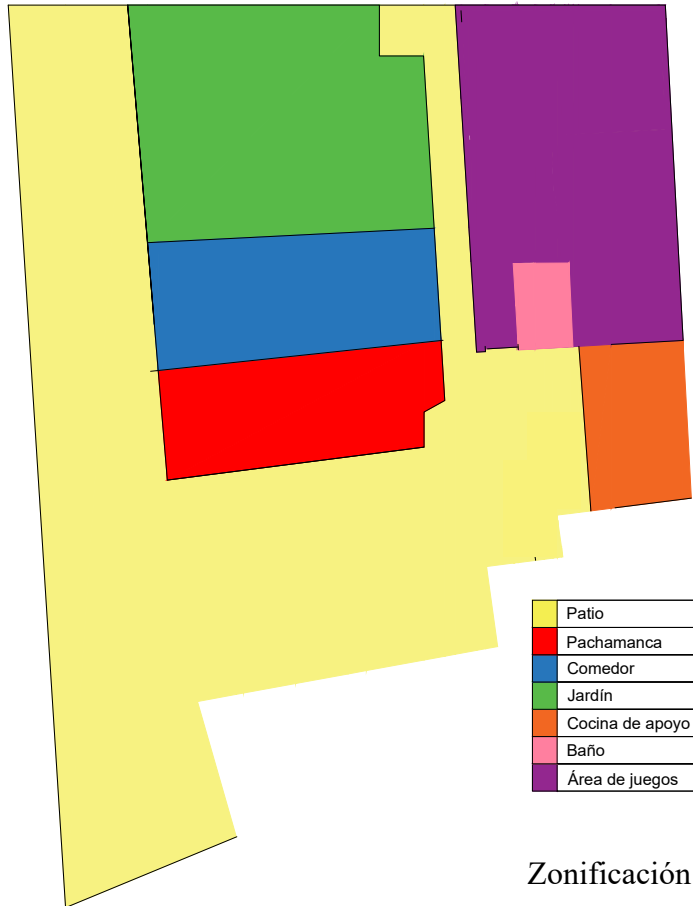 Patio
Pachamanca
Comedor
Jardín
Cocina de apoyo
Baño
Área de juegos
Zonificación